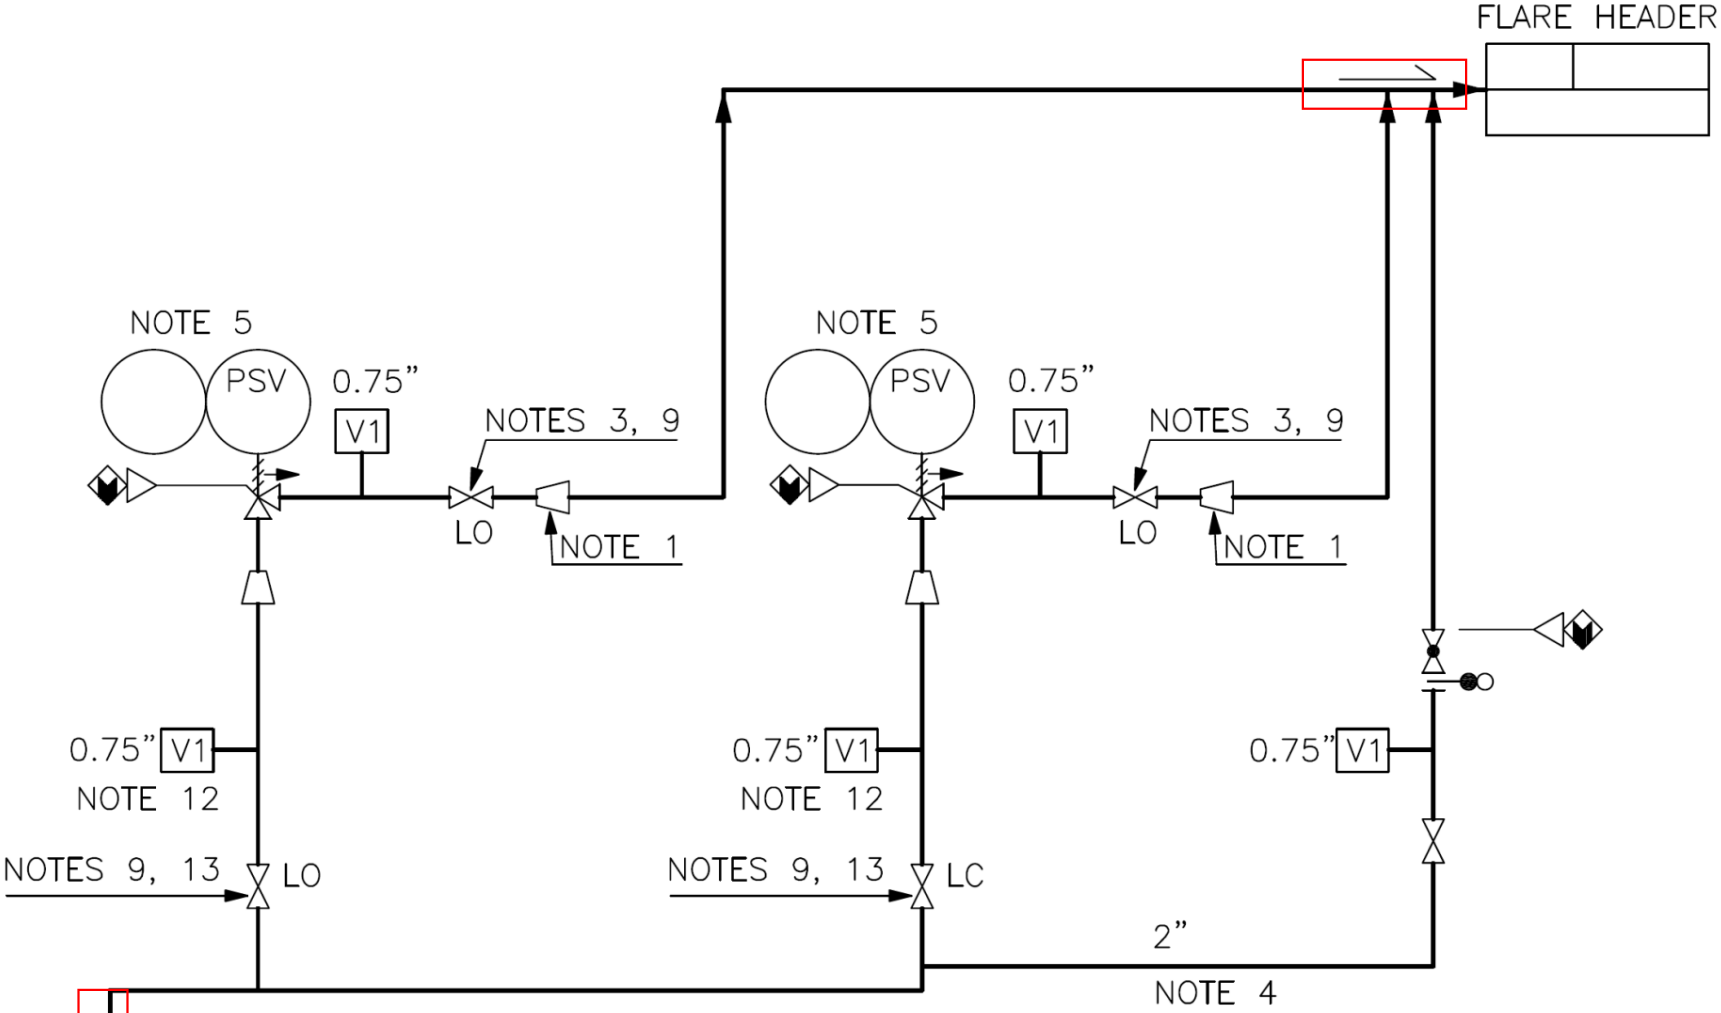 FLARE HEADER
NOTE 5
NOTE 5
PSV
0.75”
PSV
0.75”
V1
NOTES 3, 9
V1
NOTES 3, 9
LO
NOTE 1
LO
NOTE 1
0.75” V1
0.75” V1
0.75” V1
NOTE 12
NOTE 12
NOTES 9, 13
LO
NOTES 9, 13
LC
2”
NOTE 4